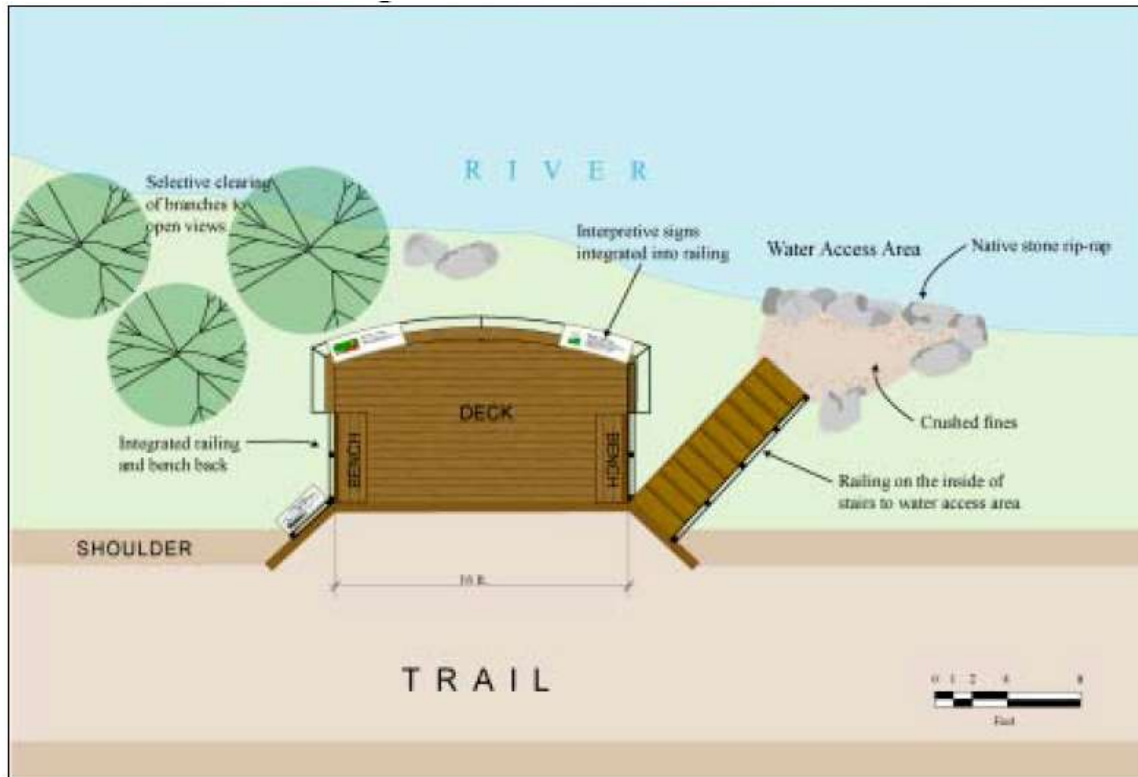 RIVER
Selective clearing
of branches to
open views
Interpretive signs
integrated into railing
Water Access Area
Native stone rip-rap
DECK
Crushed fines
Integrated railing
and bench back
BENCH
BENCH
Railing on the inside of
stairs to water access area
SHOULDER
16 ft.
TRAIL
0 1 2 4 8
Feet